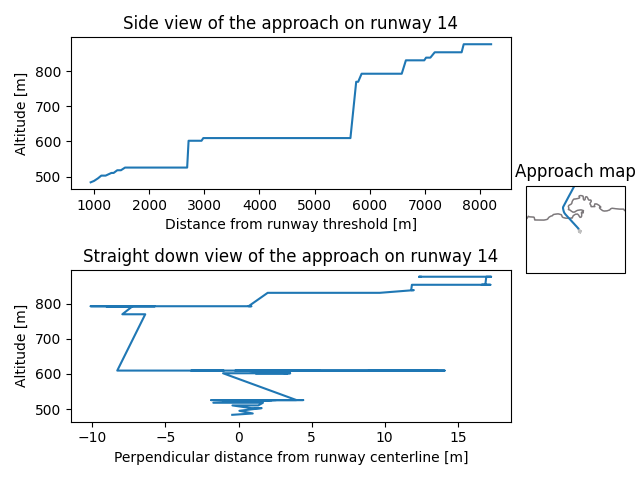 Side view of the approach on runway 14
Altitude [m]
800
700
600
500
1000 2000 3000 4000 5000 6000 7000 8000
Distance from runway threshold [m]
Approach map
Straight down view of the approach on runway 14
Altitude [m]
800
700
600
500
−10 −5 0 5 10 15
Perpendicular distance from runway centerline [m]